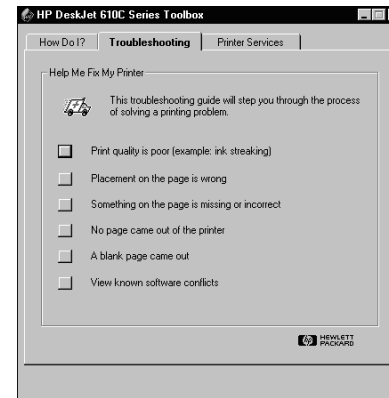 HP DeskJet 610C Series Toolbox
How Do I? Troubleshooting Printer Services
Help Me Fix My Printer
This troubleshooting guide will step you through the process
of solving a printing problem.
Print quality is poor (example: ink streaking)
Placement on the page is wrong
Something on the page is missing or incorrect
No page came out of the printer
A blank page came out
View known software conflicts
hp HEWLETT
PACKARD